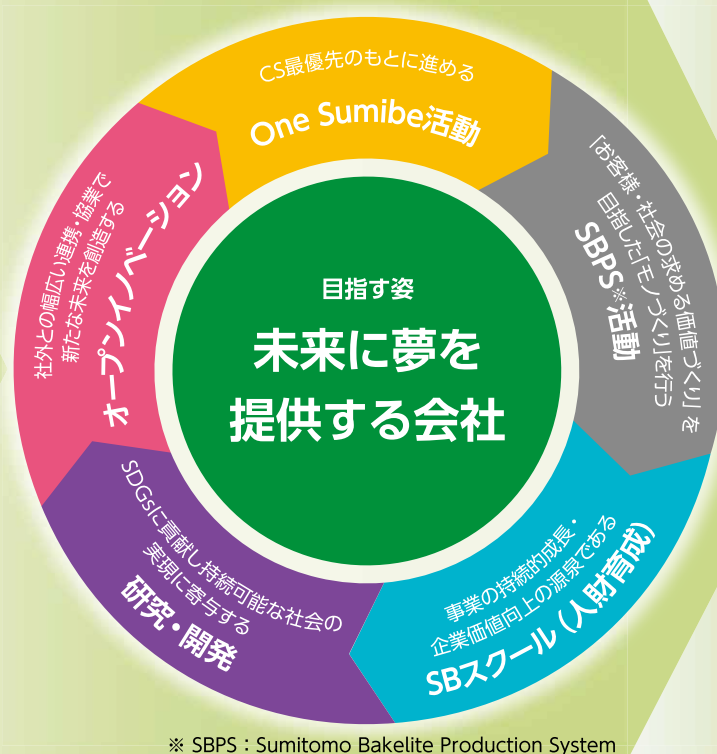 CS最優先のもとに進める
One Sumibe活動
「お客様・社会の求める価値づくり」を
目指した「モノづくり」を行う
SBPS※活動
事業の持続的成長・
企業価値向上の源泉である
SBスクール（人財育成）
SDGsに貢献し持続可能な社会の
実現に寄与する
研究・開発
社外との幅広い連携・協業で
新たな未来を創造する
オープンイノベーション
目指す姿
未来に夢を
提供する会社
※ SBPS：Sumitomo Bakelite Production System